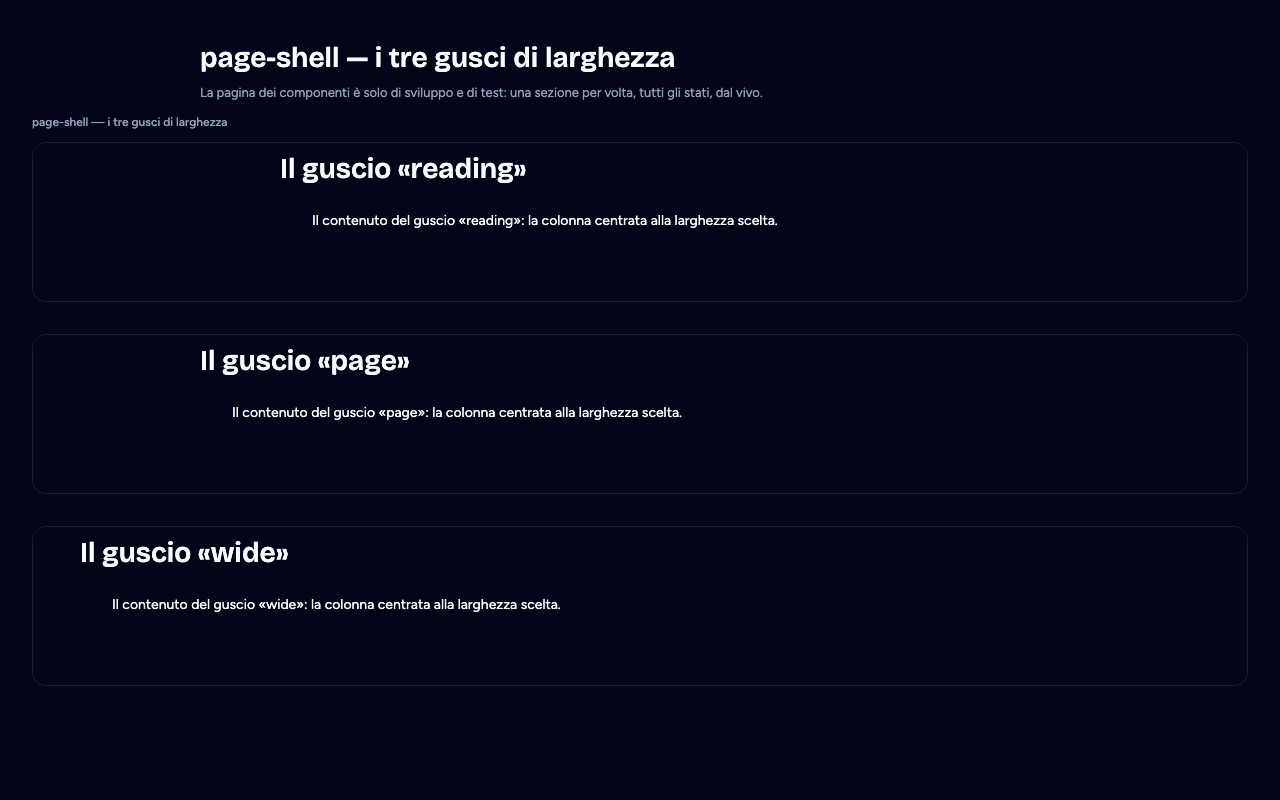 page-shell — i tre gusci di larghezza
La pagina dei componenti è solo di sviluppo e di test: una sezione per volta, tutti gli stati, dal vivo.
page-shell — i tre gusci di larghezza
Il guscio «reading»
Il contenuto del guscio «reading»: la colonna centrata alla larghezza scelta.
Il guscio «page»
Il contenuto del guscio «page»: la colonna centrata alla larghezza scelta.
Il guscio «wide»
Il contenuto del guscio «wide»: la colonna centrata alla larghezza scelta.